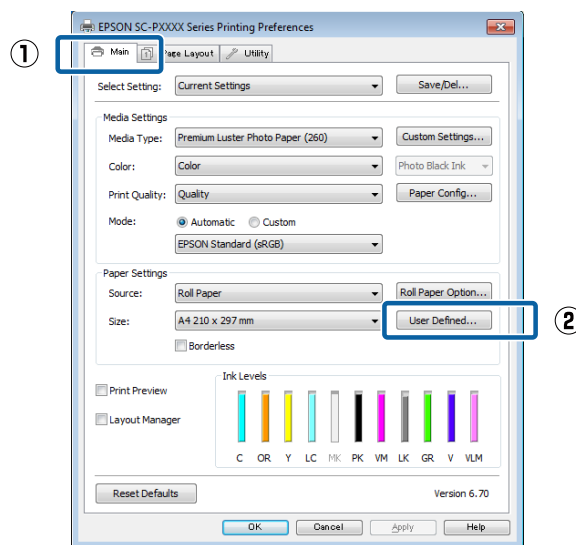 EPSON SC-PXXXX Series Printing Preferences
1
Main Page Layout Utility
Select Setting: Current Settings Save/Del...
Media Settings
Media Type: Premium Luster Photo Paper (260) Custom Settings...
Color: Color Photo Black Ink
Print Quality: Quality Paper Config...
Mode: Automatic Custom
EPSON Standard (sRGB)
Paper Settings
Source: Roll Paper Roll Paper Option...
Size: A4 210 x 297 mm User Defined...
2
Borderless
Ink Levels
Print Preview
Layout Manager
C OR Y LC MK PK VM LK GR V VLM
Reset Defaults Version 6.70
OK Cancel Apply Help